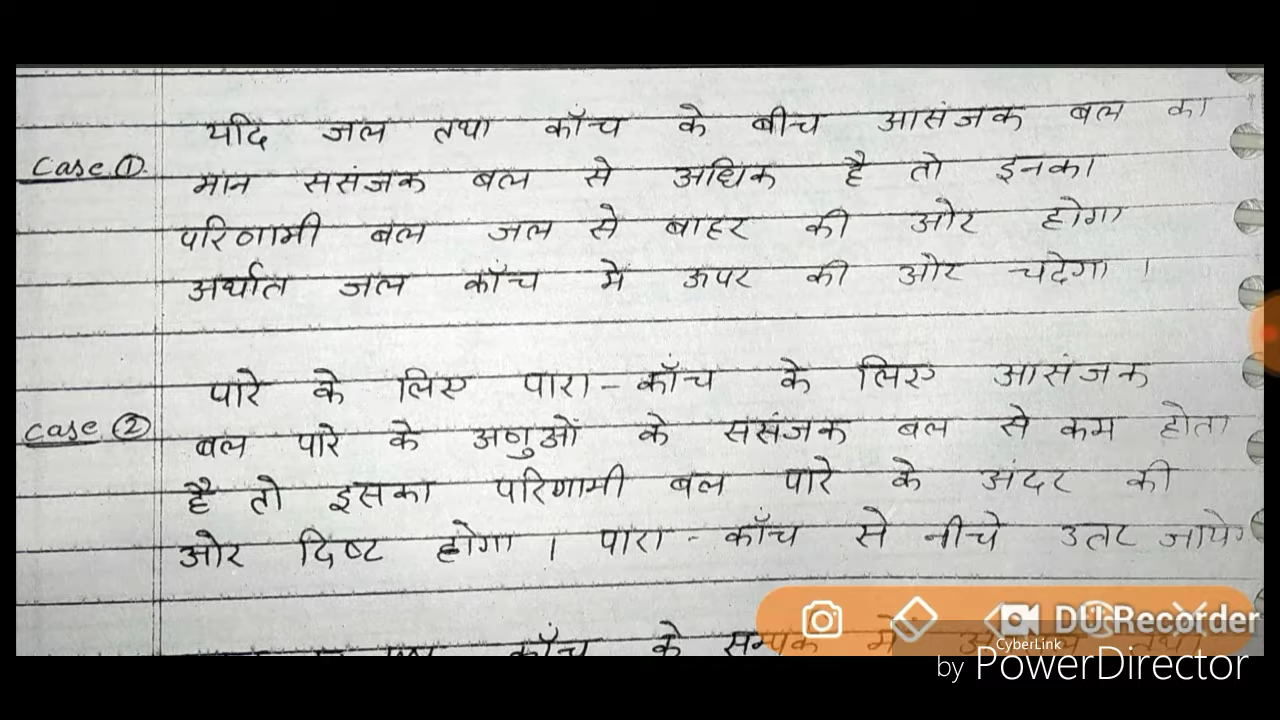 यदि जल तथा काँच के बीच आसंजक बल का
Case ①.
मान ससंजक बल से अधिक है तो इनका
परिणामी बल जल से बाहर की ओर होगा
अर्थात जल काँच मे ऊपर की ओर चढेगा ।
पारे के लिए पारा - काँच के लिए आसंजक
Case ②
बल पारे के अणुओं के ससंजक बल से कम होता
है तो इसका परिणामी बल पारे के अंदर की
ओर दिष्ट होगा । पारा - काँच से नीचे उतर जाये
काँच के सम्पर्क में
DU Recorder
CyberLink
by PowerDirector